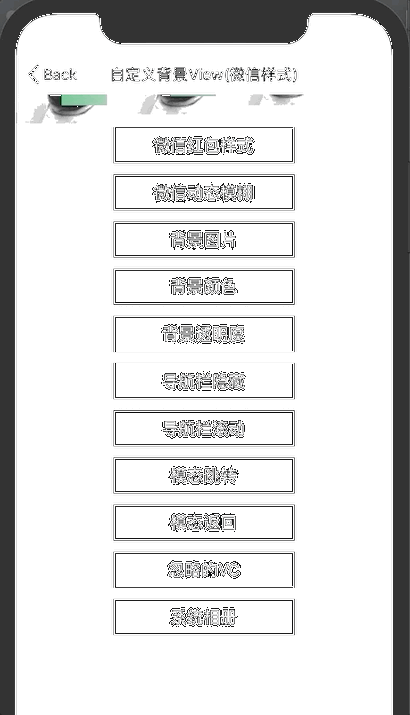 Back
自定义背景View(微信样式)
微信红包样式
微信动态模糊
背景图片
背景颜色
背景透明度
导航栏隐藏
导航栏滚动
模态跳转
模态返回
忽略的VC
系统相册